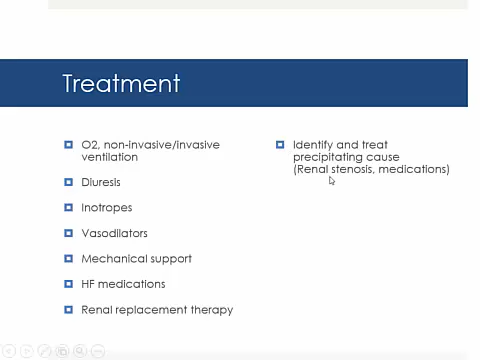 Treatment
O2, non-invasive/invasive
ventilation
Diuresis
Inotropes
Vasodilators
Mechanical support
HF medications
Renal replacement therapy
Identify and treat
precipitating cause
(Renal stenosis, medications)